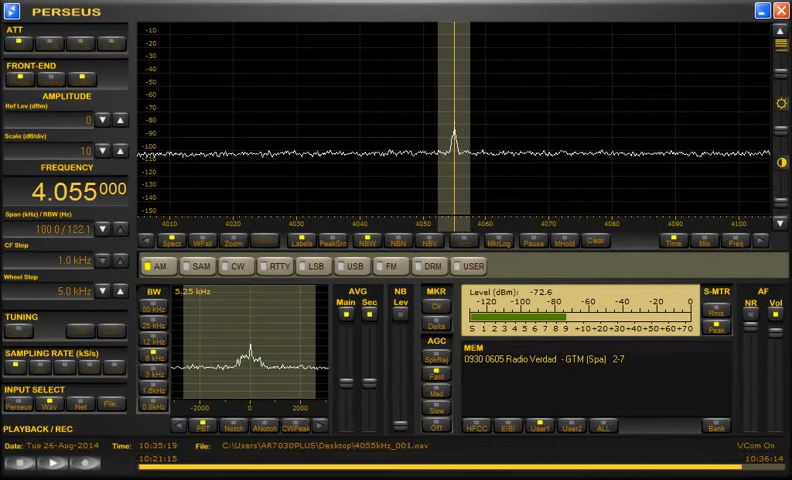 PERSEUS
ATT
FRONT-END
AMPLITUDE
Ref.Lev (dBm)
0
Scale (dB/div)
10
FREQUENCY
4.055000
Span (kHz) / RBW (Hz)
100.0 / 122.1
CF Step
1.0 kHz
Wheel Step
5.0 kHz
TUNING
SAMPLING RATE (kS/s)
INPUT SELECT
Perseus Wav Net File
-10
-20
-30
-40
-50
-60
-70
-80
-90
-100
-110
-120
-130
-140
-150
4010 4020 4030 4040 4050 4060 4070 4080 4090 4100
Spect WFall Zoom Labels PeakSrc NBW NBN NBV MkrLog Pause MHold Clear Time Mix Freq
AM SAM CW RTTY LSB USB FM DRM USER
BW
50 kHz
25 kHz
12 kHz
6 kHz
3 kHz
1.6kHz
0.8kHz
5.25 kHz
-2000 0 2000
PBT Notch ANotch CWPeak
AVG
Main Sec
NB
Lev
MKR
Clr
Delta
AGC
SplkRej
Fast
Med
Slow
Off
Level (dBm): -72.6
-120 -100 -80 -60 -40 -20 0
S 1 2 3 4 5 6 7 8 9 +10 +20 +30 +40 +50 +60 +70
S-MTR
Rms
Peak
AF
NR Vol
MEM
0930 0605 Radio Verdad - GTM (Spa) 2-7
HFCC EIBI User1 User2 ALL Bank
PLAYBACK / REC
Date: Tue 26-Aug-2014 Time: 10:35:19 File: C:\Users\AR7030PLUS\Desktop\4055kHz_001.wav VCom On
10:21:15 10:36:14